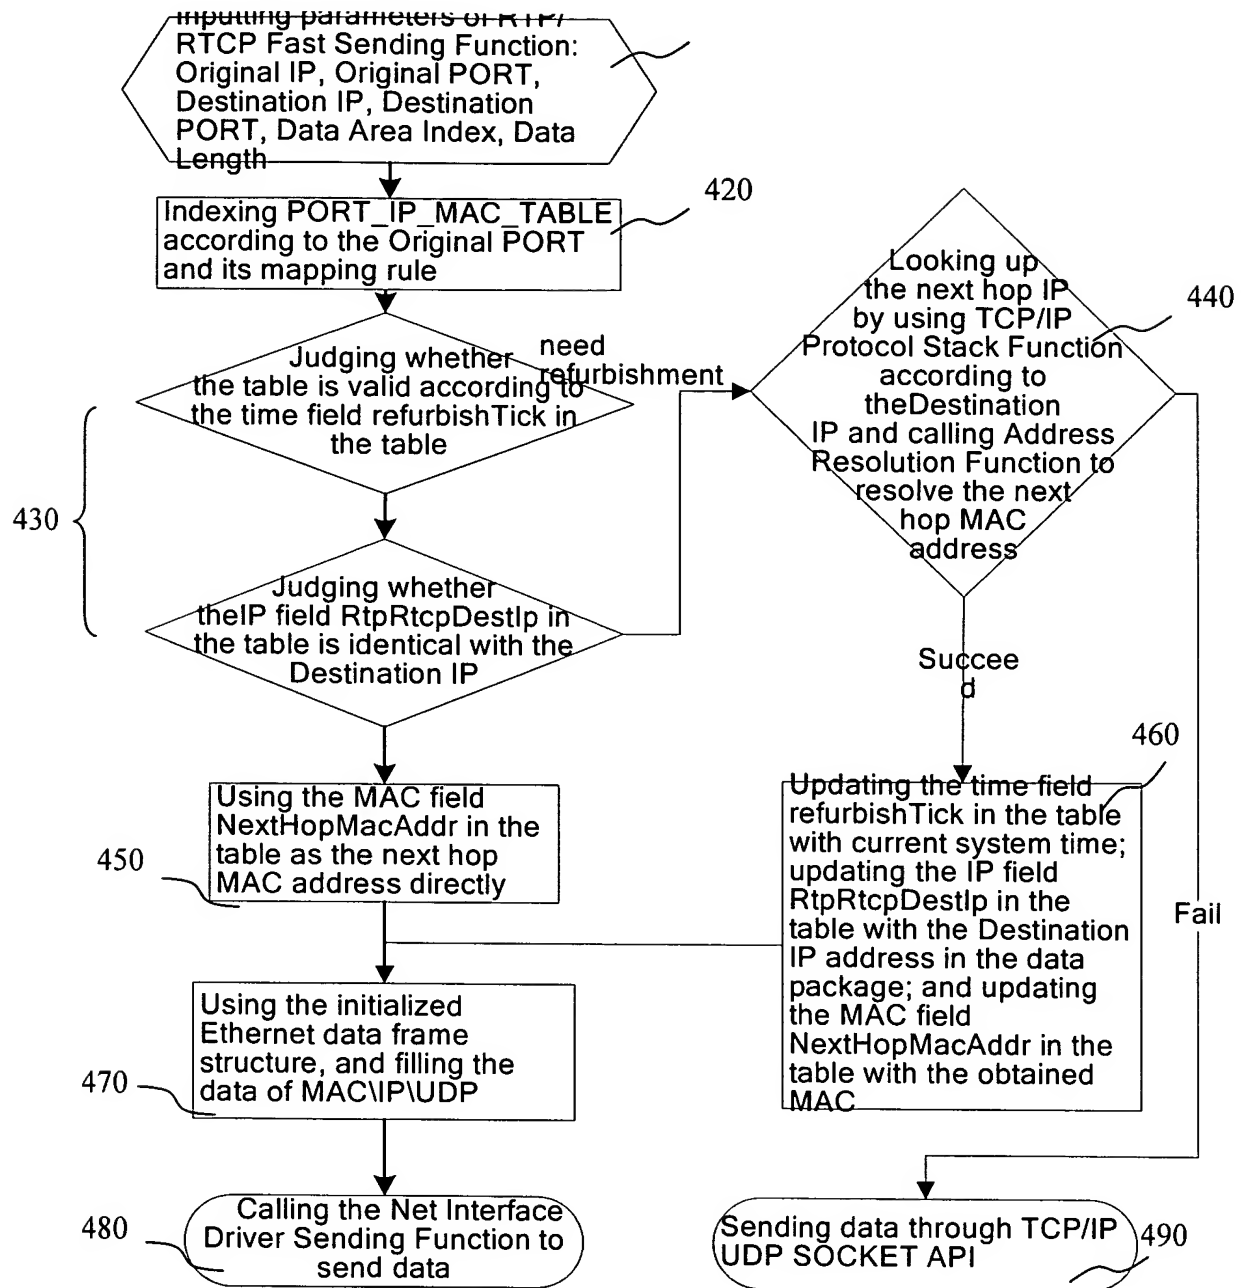 Inputting parameters of RTP/
RTCP Fast Sending Function:
Original IP, Original PORT,
Destination IP, Destination
PORT, Data Area Index, Data
Length
420
Indexing PORT_IP_MAC_TABLE
according to the Original PORT
and its mapping rule
Judging whether
the table is valid according to
the time field refurbishTick in
the table
need
refurbishment
430
Judging whether
theIP field RtpRtcpDestIp in
the table is identical with the
Destination IP
440
Looking up
the next hop IP
by using TCP/IP
Protocol Stack Function
according to
theDestination
IP and calling Address
Resolution Function to
resolve the next
hop MAC
address
Succee
d
Fail
450
Using the MAC field
NextHopMacAddr in the
table as the next hop
MAC address directly
460
Updating the time field
refurbishTick in the table
with current system time;
updating the IP field
RtpRtcpDestIp in the
table with the Destination
IP address in the data
package; and updating
the MAC field
NextHopMacAddr in the
table with the obtained
MAC
470
Using the initialized
Ethernet data frame
structure, and filling the
data of MAC\IP\UDP
480
Calling the Net Interface
Driver Sending Function to
send data
Sending data through TCP/IP
UDP SOCKET API
490